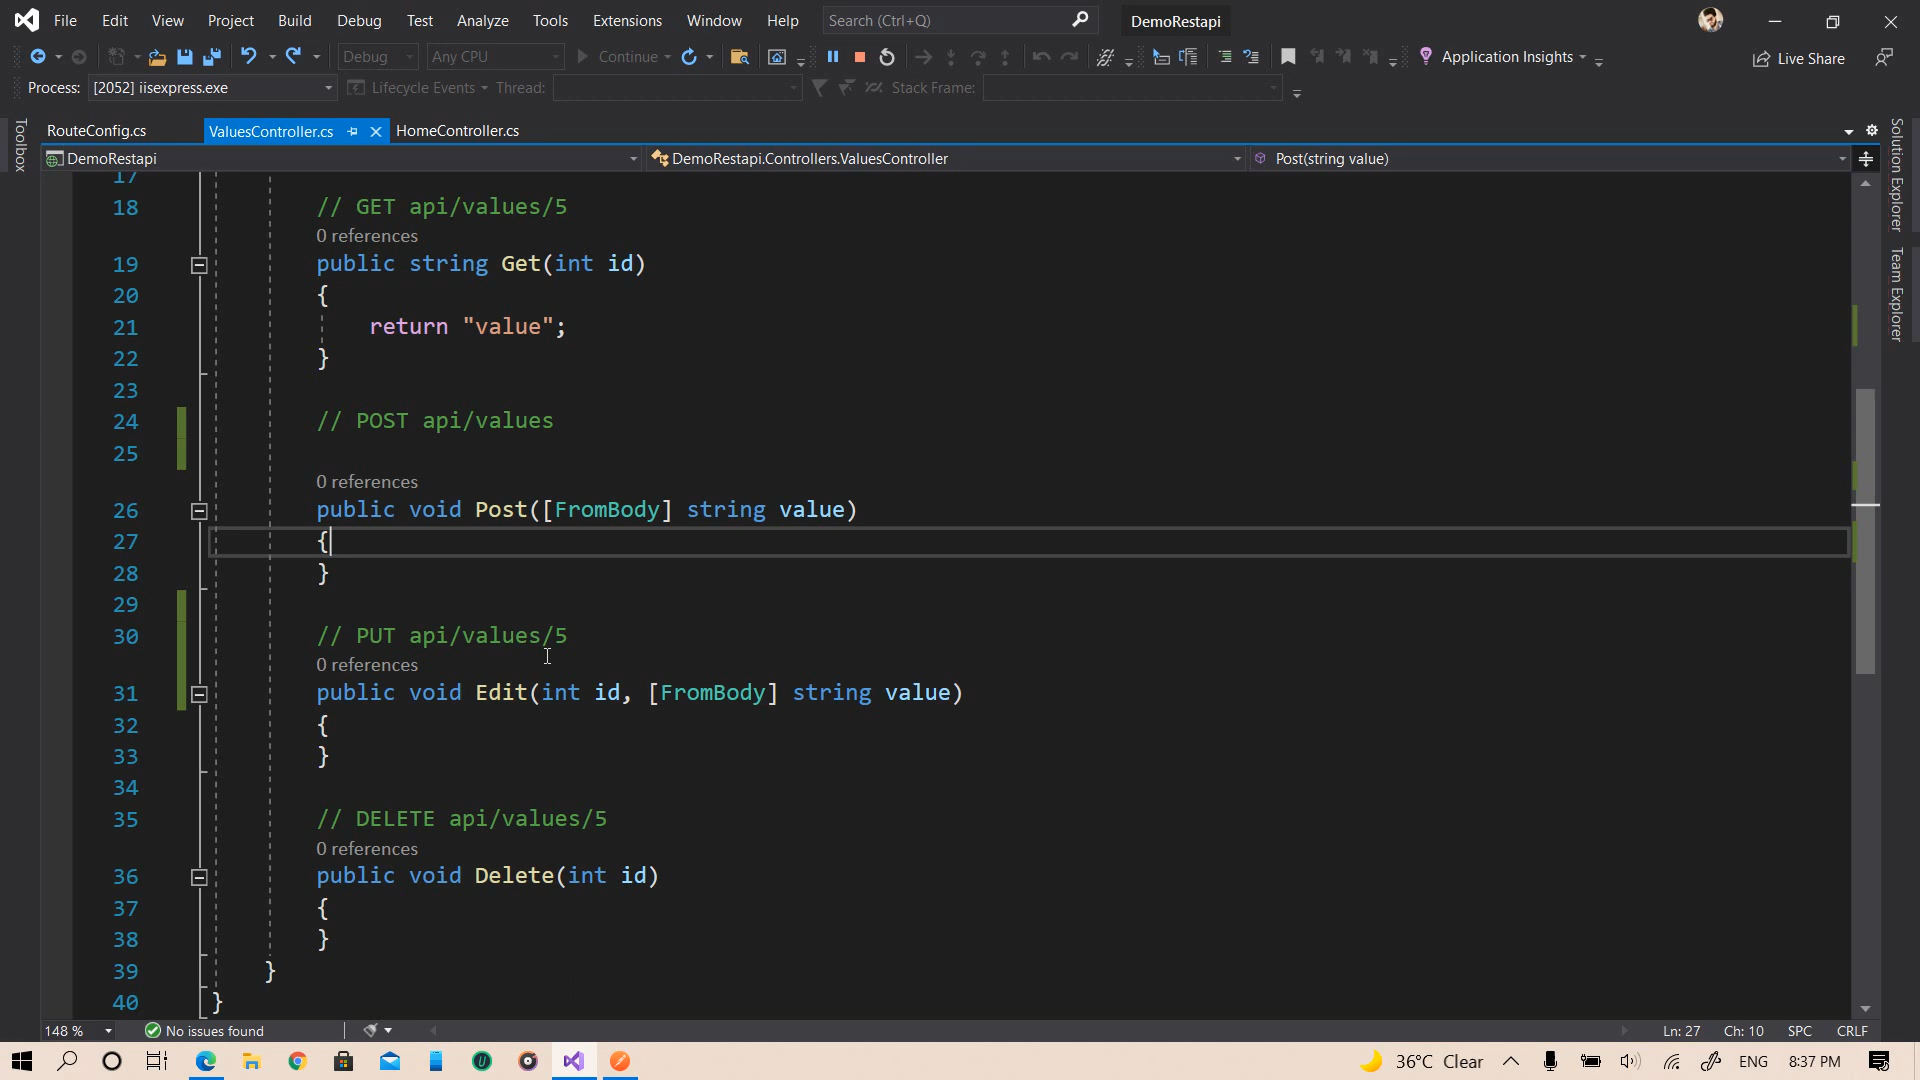 File Edit View Project Build Debug Test Analyze Tools Extensions Window Help Search (Ctrl+Q) DemoRestapi
Debug Any CPU Continue Application Insights Live Share
Process: [2052] iisexpress.exe Lifecycle Events Thread: Stack Frame:
Toolbox
RouteConfig.cs ValuesController.cs HomeController.cs
DemoRestapi DemoRestapi.Controllers.ValuesController Post(string value)
Solution Explorer
Team Explorer
17
18 // GET api/values/5
0 references
19 public string Get(int id)
20 {
21 return "value";
22 }
23
24 // POST api/values
25
0 references
26 public void Post([FromBody] string value)
27 {
28 }
29
30 // PUT api/values/5
0 references
31 public void Edit(int id, [FromBody] string value)
32 {
33 }
34
35 // DELETE api/values/5
0 references
36 public void Delete(int id)
37 {
38 }
39 }
40 }
148 % No issues found Ln: 27 Ch: 10 SPC CRLF
36°C Clear ENG 8:37 PM